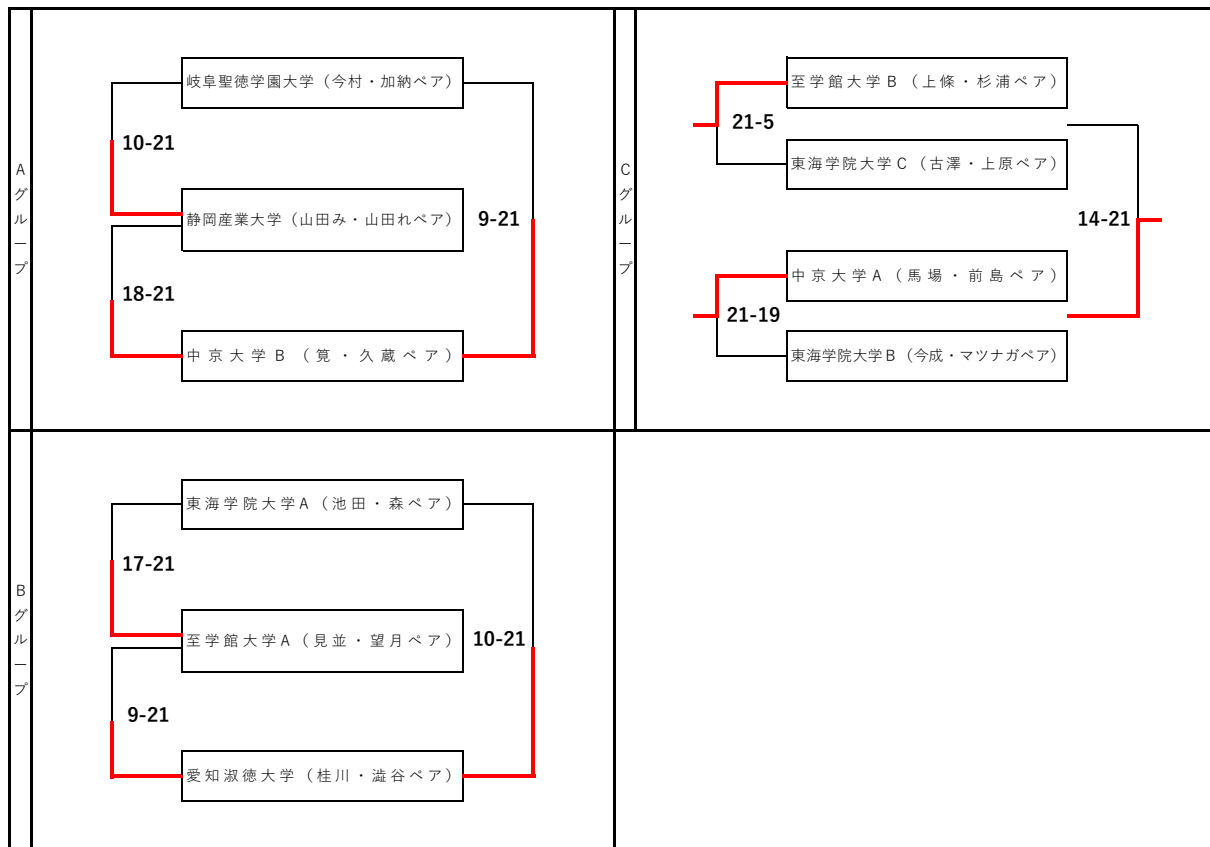 Aグループ
岐阜聖徳学園大学（今村・加納ペア）
10-21
静岡産業大学（山田み・山田れペア）
9-21
18-21
中京大学B（筧・久蔵ペア）
Cグループ
至学館大学B（上條・杉浦ペア）
21-5
東海学院大学C（古澤・上原ペア）
14-21
中京大学A（馬場・前島ペア）
21-19
東海学院大学B（今成・マツナガペア）
Bグループ
東海学院大学A（池田・森ペア）
17-21
至学館大学A（見並・望月ペア）
10-21
9-21
愛知淑徳大学（桂川・澁谷ペア）